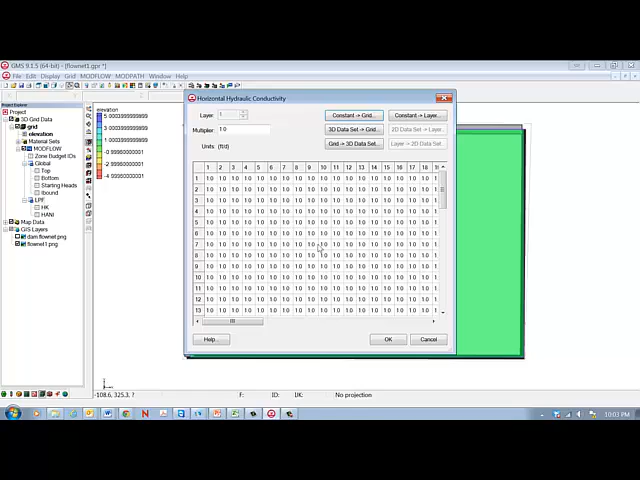 GMS 9.1.5 (64-bit) - [flownet1.gpr *]
File Edit Display Grid MODFLOW MODPATH Window Help
Project Explorer
Project
3D Grid Data
grid
elevation
Material Sets
MODFLOW
Zone Budget IDs
Global
Top
Bottom
Starting Heads
Ibound
LPF
HK
HANI
Map Data
GIS Layers
dam flownet.png
flownet1.png
elevation
Horizontal Hydraulic Conductivity
Layer: 1
Multiplier: 1.0
Units: (ft/d)
Constant -> Grid...
Constant -> Layer...
3D Data Set -> Grid...
2D Data Set -> Layer...
Grid -> 3D Data Set...
Layer -> 2D Data Set...
1 2 3 4 5 6 7 8 9 10 11 12 13 14 15 16 17 18
1 1.0 1.0 1.0 1.0 1.0 1.0 1.0 1.0 1.0 1.0 1.0 1.0 1.0 1.0 1.0 1.0 1.0 1.0 1
2 1.0 1.0 1.0 1.0 1.0 1.0 1.0 1.0 1.0 1.0 1.0 1.0 1.0 1.0 1.0 1.0 1.0 1.0 1
3 1.0 1.0 1.0 1.0 1.0 1.0 1.0 1.0 1.0 1.0 1.0 1.0 1.0 1.0 1.0 1.0 1.0 1.0 1
4 1.0 1.0 1.0 1.0 1.0 1.0 1.0 1.0 1.0 1.0 1.0 1.0 1.0 1.0 1.0 1.0 1.0 1.0 1
5 1.0 1.0 1.0 1.0 1.0 1.0 1.0 1.0 1.0 1.0 1.0 1.0 1.0 1.0 1.0 1.0 1.0 1.0 1
6 1.0 1.0 1.0 1.0 1.0 1.0 1.0 1.0 1.0 1.0 1.0 1.0 1.0 1.0 1.0 1.0 1.0 1.0 1
7 1.0 1.0 1.0 1.0 1.0 1.0 1.0 1.0 1.0 1.0 1.0 1.0 1.0 1.0 1.0 1.0 1.0 1.0 1
8 1.0 1.0 1.0 1.0 1.0 1.0 1.0 1.0 1.0 1.0 1.0 1.0 1.0 1.0 1.0 1.0 1.0 1.0 1
9 1.0 1.0 1.0 1.0 1.0 1.0 1.0 1.0 1.0 1.0 1.0 1.0 1.0 1.0 1.0 1.0 1.0 1.0 1
10 1.0 1.0 1.0 1.0 1.0 1.0 1.0 1.0 1.0 1.0 1.0 1.0 1.0 1.0 1.0 1.0 1.0 1.0 1
11 1.0 1.0 1.0 1.0 1.0 1.0 1.0 1.0 1.0 1.0 1.0 1.0 1.0 1.0 1.0 1.0 1.0 1.0 1
12 1.0 1.0 1.0 1.0 1.0 1.0 1.0 1.0 1.0 1.0 1.0 1.0 1.0 1.0 1.0 1.0 1.0 1.0 1
13 1.0 1.0 1.0 1.0 1.0 1.0 1.0 1.0 1.0 1.0 1.0 1.0 1.0 1.0 1.0 1.0 1.0 1.0 1
Help...
OK
Cancel
-108.6, 325.3, ?
F:
ID:
IJK:
No projection
10:03 PM